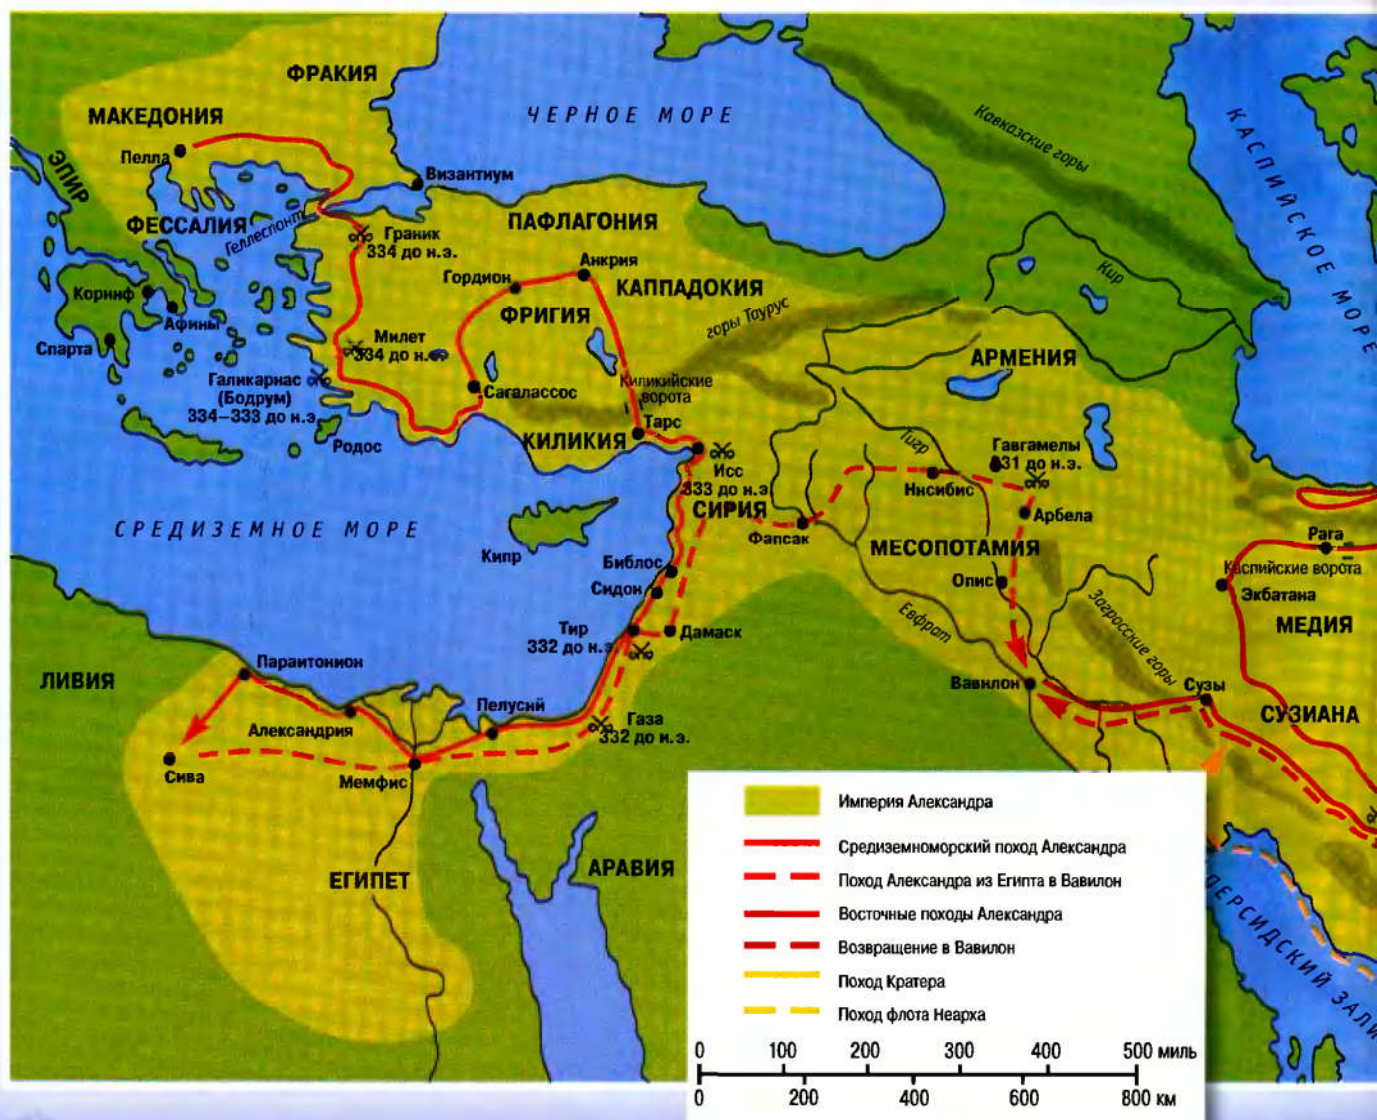 ФРАКИЯ
ЧЕРНОЕ МОРЕ
КАСПИЙСКОЕ МОРЕ
МАКЕДОНИЯ
Кавказские горы
Пелла
ЭПИР
Византиум
ФЕССАЛИЯ
Геллеспонт
ПАФЛАГОНИЯ
Граник
334 до н.э.
Кир
Гордион
Анкрия
КАППАДОКИЯ
Коринф
ФРИГИЯ
горы Таурус
Афины
Спарта
Милет
334 до н.э.
АРМЕНИЯ
Галикарнас
(Бодрум)
334–333 до н.э.
Сагалассос
Киликийские
ворота
Родос
КИЛИКИЯ
Тарс
Тигр
Гавгамелы
331 до н.э.
Исс
333 до н.э.
Нисибис
СИРИЯ
Арбела
СРЕДИЗЕМНОЕ МОРЕ
Кипр
Фапсак
МЕСОПОТАМИЯ
Рага
Каспийские ворота
Библос
Сидон
Опис
Экбатана
Евфрат
Загросские горы
Тир
332 до н.э.
Дамаск
МЕДИЯ
ЛИВИЯ
Параитонион
Вавилон
Сузы
Пелусий
СУЗИАНА
Александрия
Газа
332 до н.э.
Сива
Мемфис
ЕГИПЕТ
АРАВИЯ
ПЕРСИДСКИЙ ЗАЛИ
Империя Александра
Средиземноморский поход Александра
Поход Александра из Египта в Вавилон
Восточные походы Александра
Возвращение в Вавилон
Поход Кратера
Поход флота Неарха
0 100 200 300 400 500 миль
0 200 400 600 800 км